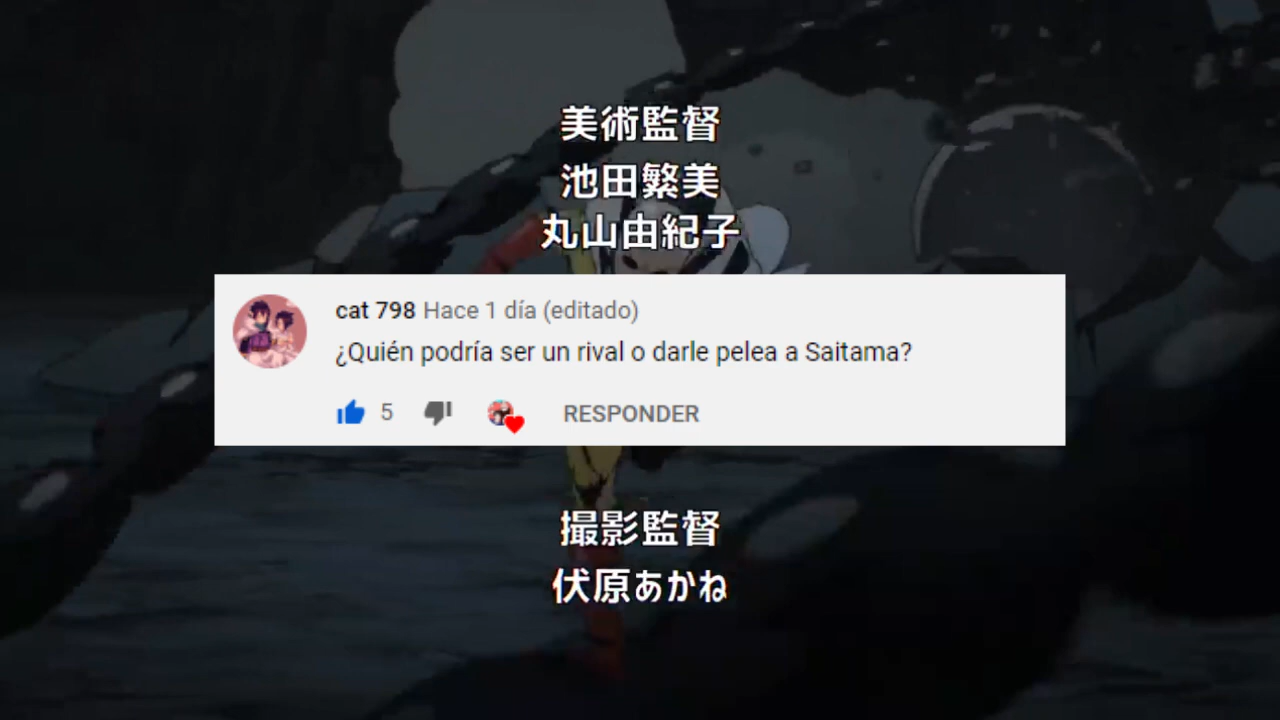 美術監督
池田繁美
丸山由紀子
cat 798 Hace 1 día (editado)
¿Quién podría ser un rival o darle pelea a Saitama?
5 RESPONDER
撮影監督
伏原あかね